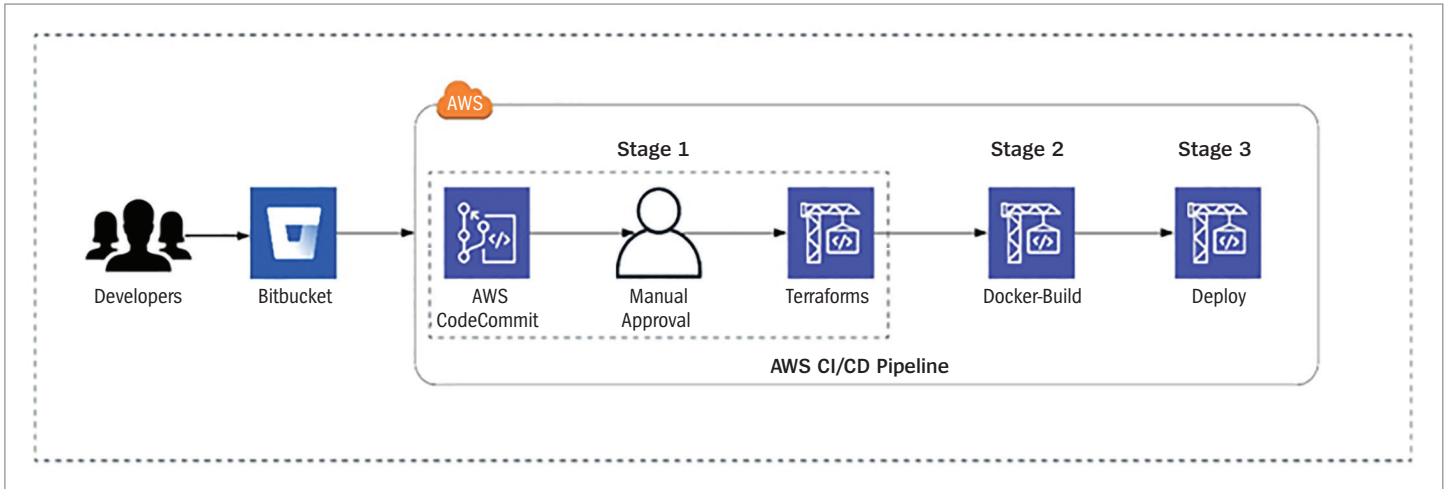 AWS
Stage 1
Stage 2
Stage 3
Developers
Bitbucket
AWS
CodeCommit
Manual
Approval
Terraforms
Docker-Build
Deploy
AWS CI/CD Pipeline